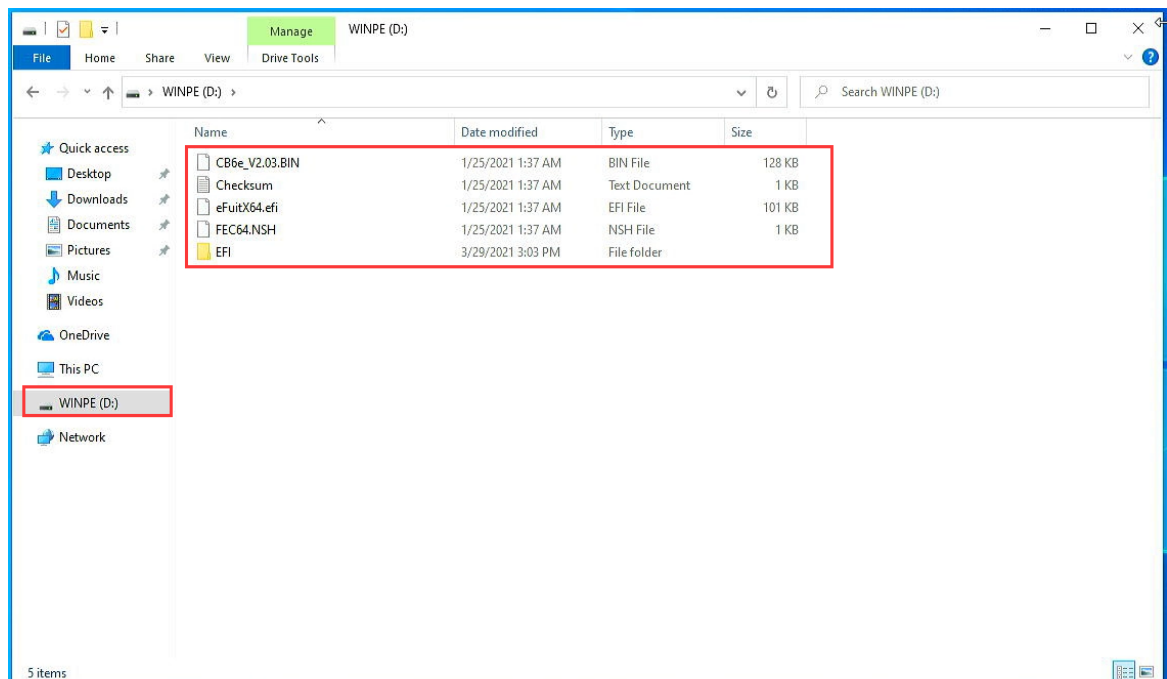 Manage WINPE (D:)
File Home Share View Drive Tools
WINPE (D:) Search WINPE (D:)
Name Date modified Type Size
Quick access
Desktop
Downloads
Documents
Pictures
Music
Videos
OneDrive
This PC
WINPE (D:)
Network
CB6e_V2.03.BIN 1/25/2021 1:37 AM BIN File 128 KB
Checksum 1/25/2021 1:37 AM Text Document 1 KB
eFuitX64.efi 1/25/2021 1:37 AM EFI File 101 KB
FEC64.NSH 1/25/2021 1:37 AM NSH File 1 KB
EFI 3/29/2021 3:03 PM File folder
5 items